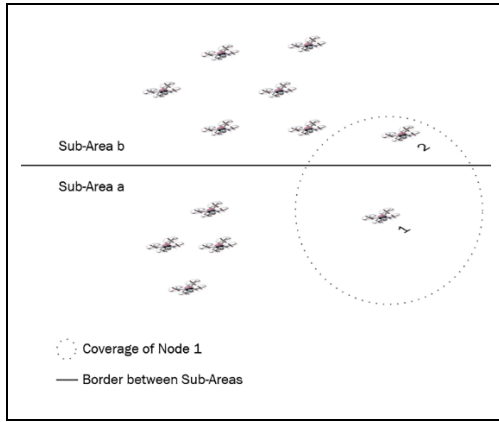 Sub-Area b
2
Sub-Area a
1
Coverage of Node 1
Border between Sub-Areas